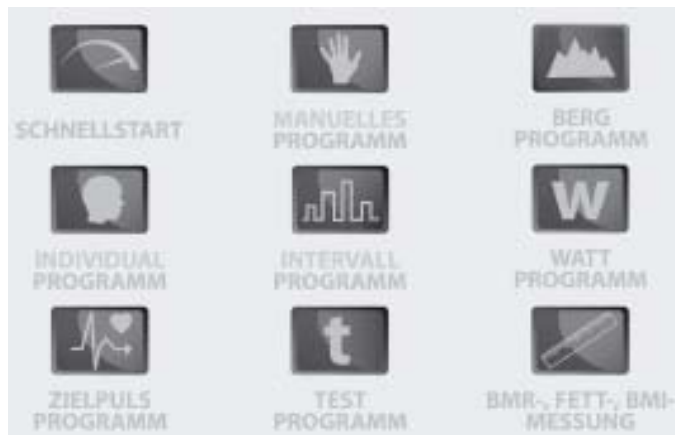 SCHNELLSTART
MANUELLES
PROGRAMM
BERG
PROGRAMM
INDIVIDUAL
PROGRAMM
INTERVALL
PROGRAMM
W
WATT
PROGRAMM
ZIELPULS
PROGRAMM
t
TEST
PROGRAMM
BMR-, FETT-, BMI-
MESSUNG